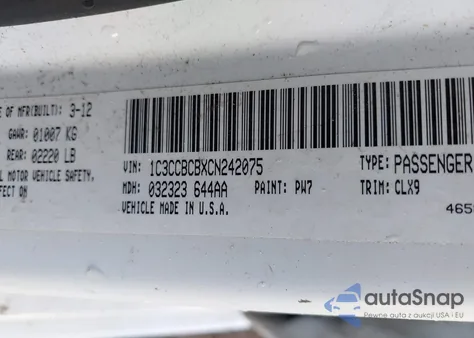 E OF MFR(BUILT): 3-12
GAWR: 01007 KG
REAR: 02220 LB
L MOTOR VEHICLE SAFETY.
FECT ON
VIN: 1C3CCBCBXCN242075
TYPE: PASSENGER
MDH: 032323 644AA PAINT: PW7 TRIM: CLX9
VEHICLE MADE IN U.S.A.
465
autoSnap
Pewne auta z aukcji USA i EU